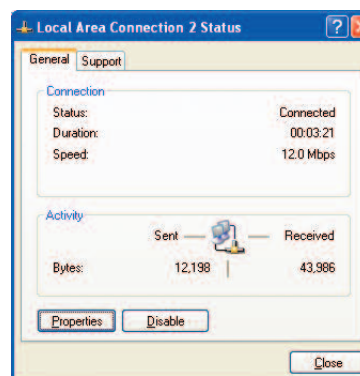 Local Area Connection 2 Status
General Support
Connection
Status: Connected
Duration: 00:03:21
Speed: 12.0 Mbps
Activity
Sent Received
Bytes: 12,198 43,986
Properties Disable
Close